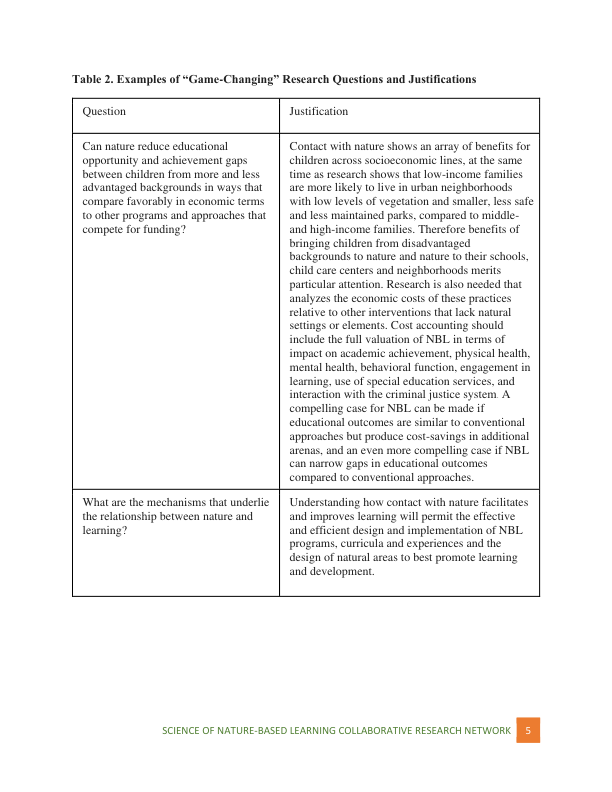 Table 2. Examples of “Game-Changing” Research Questions and Justifications
Question
Justification
Can nature reduce educational
opportunity and achievement gaps
between children from more and less
advantaged backgrounds in ways that
compare favorably in economic terms
to other programs and approaches that
compete for funding?
Contact with nature shows an array of benefits for
children across socioeconomic lines, at the same
time as research shows that low-income families
are more likely to live in urban neighborhoods
with low levels of vegetation and smaller, less safe
and less maintained parks, compared to middle-
and high-income families. Therefore benefits of
bringing children from disadvantaged
backgrounds to nature and nature to their schools,
child care centers and neighborhoods merits
particular attention. Research is also needed that
analyzes the economic costs of these practices
relative to other interventions that lack natural
settings or elements. Cost accounting should
include the full valuation of NBL in terms of
impact on academic achievement, physical health,
mental health, behavioral function, engagement in
learning, use of special education services, and
interaction with the criminal justice system. A
compelling case for NBL can be made if
educational outcomes are similar to conventional
approaches but produce cost-savings in additional
arenas, and an even more compelling case if NBL
can narrow gaps in educational outcomes
compared to conventional approaches.
What are the mechanisms that underlie
the relationship between nature and
learning?
Understanding how contact with nature facilitates
and improves learning will permit the effective
and efficient design and implementation of NBL
programs, curricula and experiences and the
design of natural areas to best promote learning
and development.
SCIENCE OF NATURE-BASED LEARNING COLLABORATIVE RESEARCH NETWORK 5